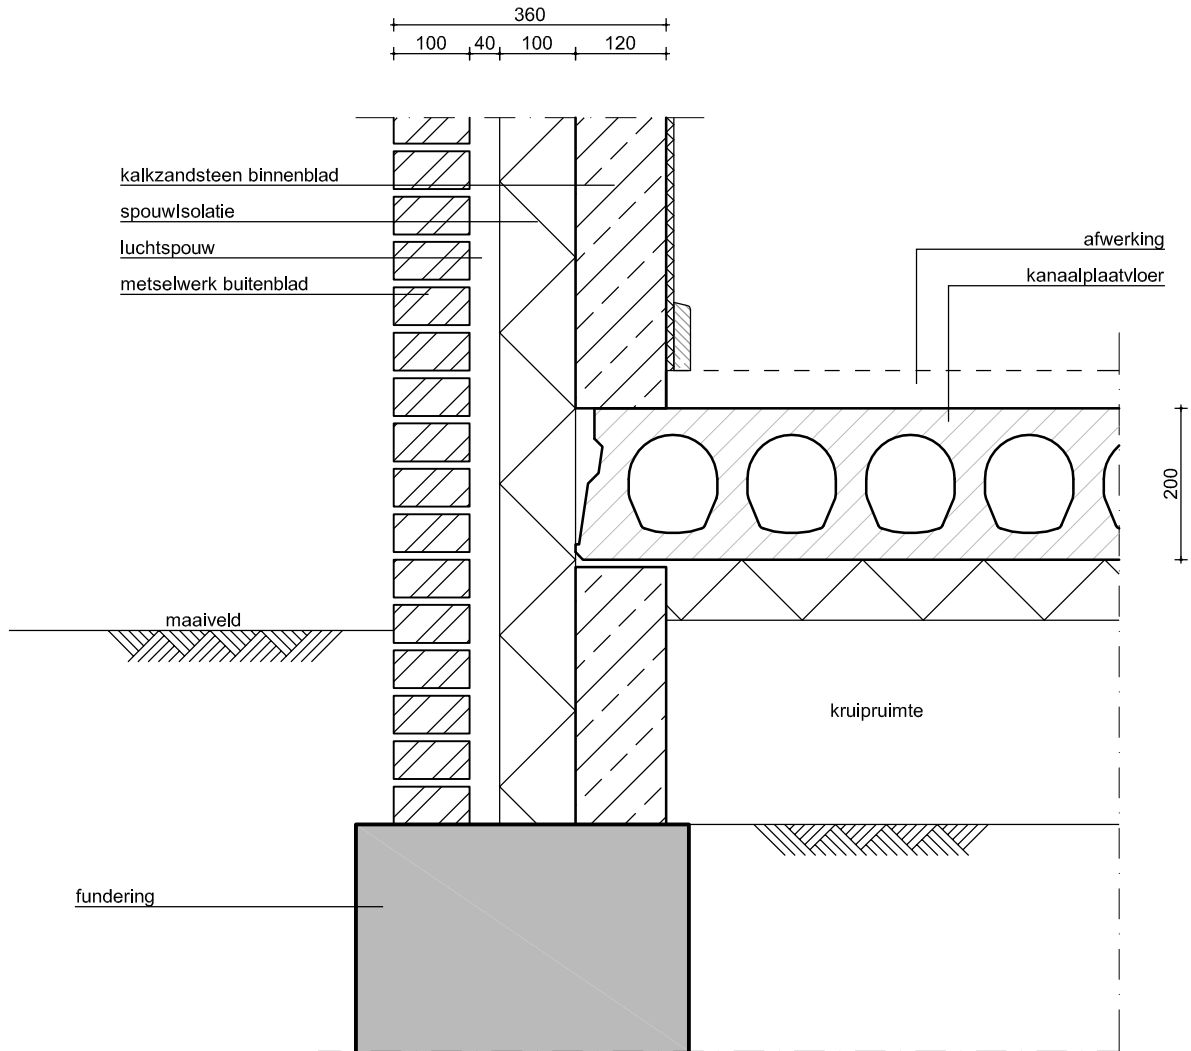 360
100 40 100 120
kalkzandsteen binnenblad
spouwIsolatie
luchtspouw
metselwerk buitenblad
afwerking
kanaalplaatvloer
200
maaiveld
kruipruimte
fundering